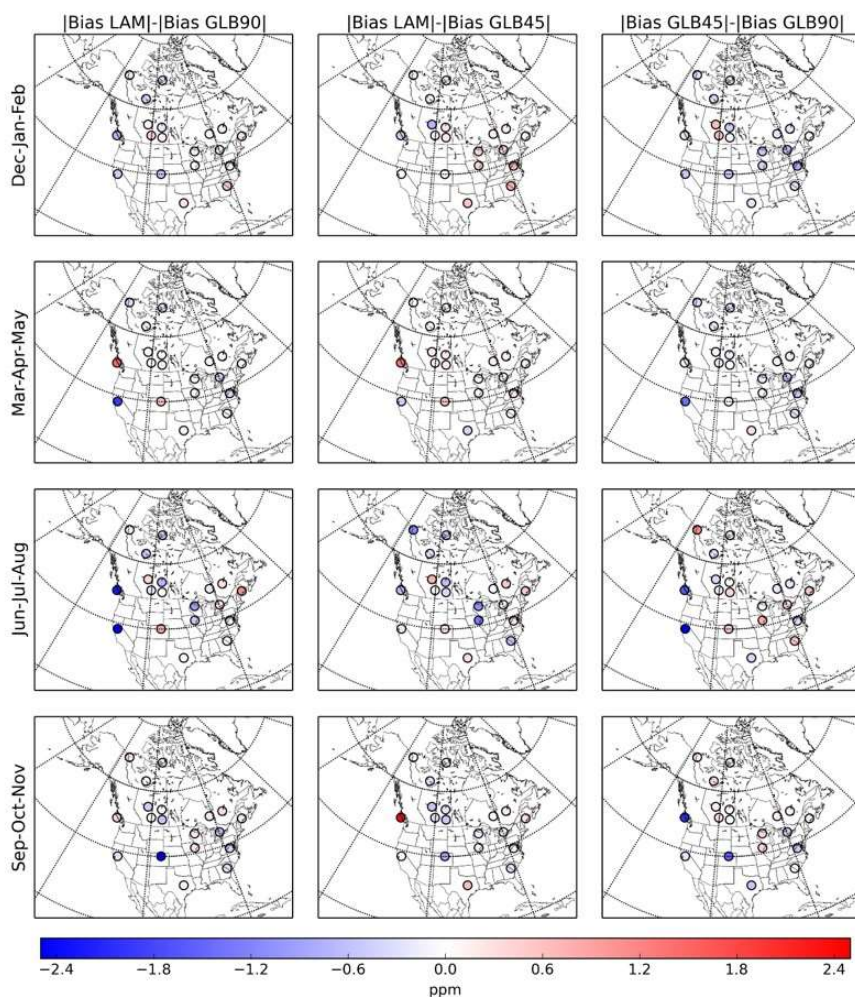 |Bias LAM|-|Bias GLB90|
|Bias LAM|-|Bias GLB45|
|Bias GLB45|-|Bias GLB90|
Dec-Jan-Feb
Mar-Apr-May
Jun-Jul-Aug
Sep-Oct-Nov
−2.4 −1.8 −1.2 −0.6 0.0 0.6 1.2 1.8 2.4
ppm